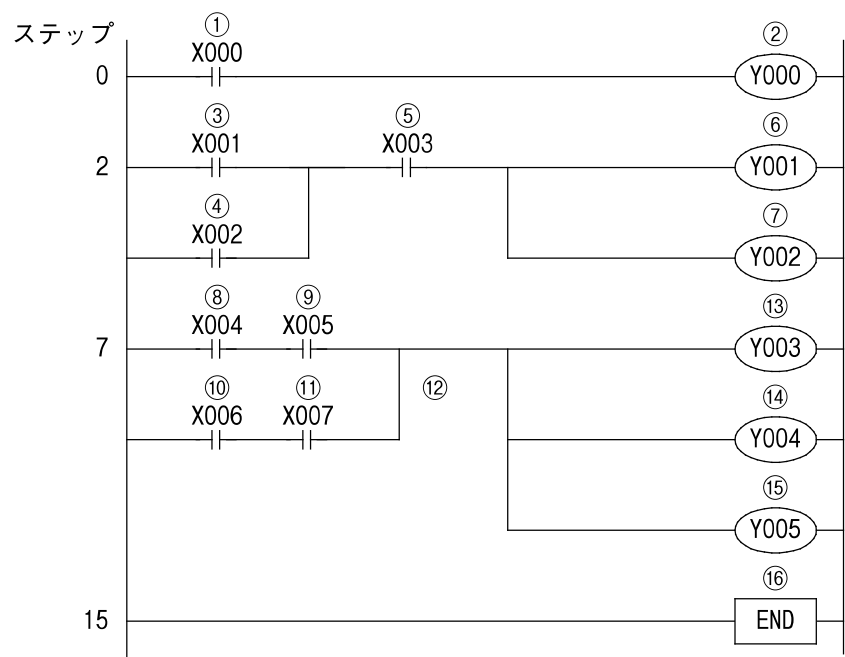 ステップ
① ②
X000
0 Y000
③ ⑤ ⑥
X001 X003
2 Y001
④ ⑦
X002
Y002
⑧ ⑨ ⑬
X004 X005
7 Y003
⑩ ⑪ ⑫ ⑭
X006 X007
Y004
⑮
Y005
⑯
15 END